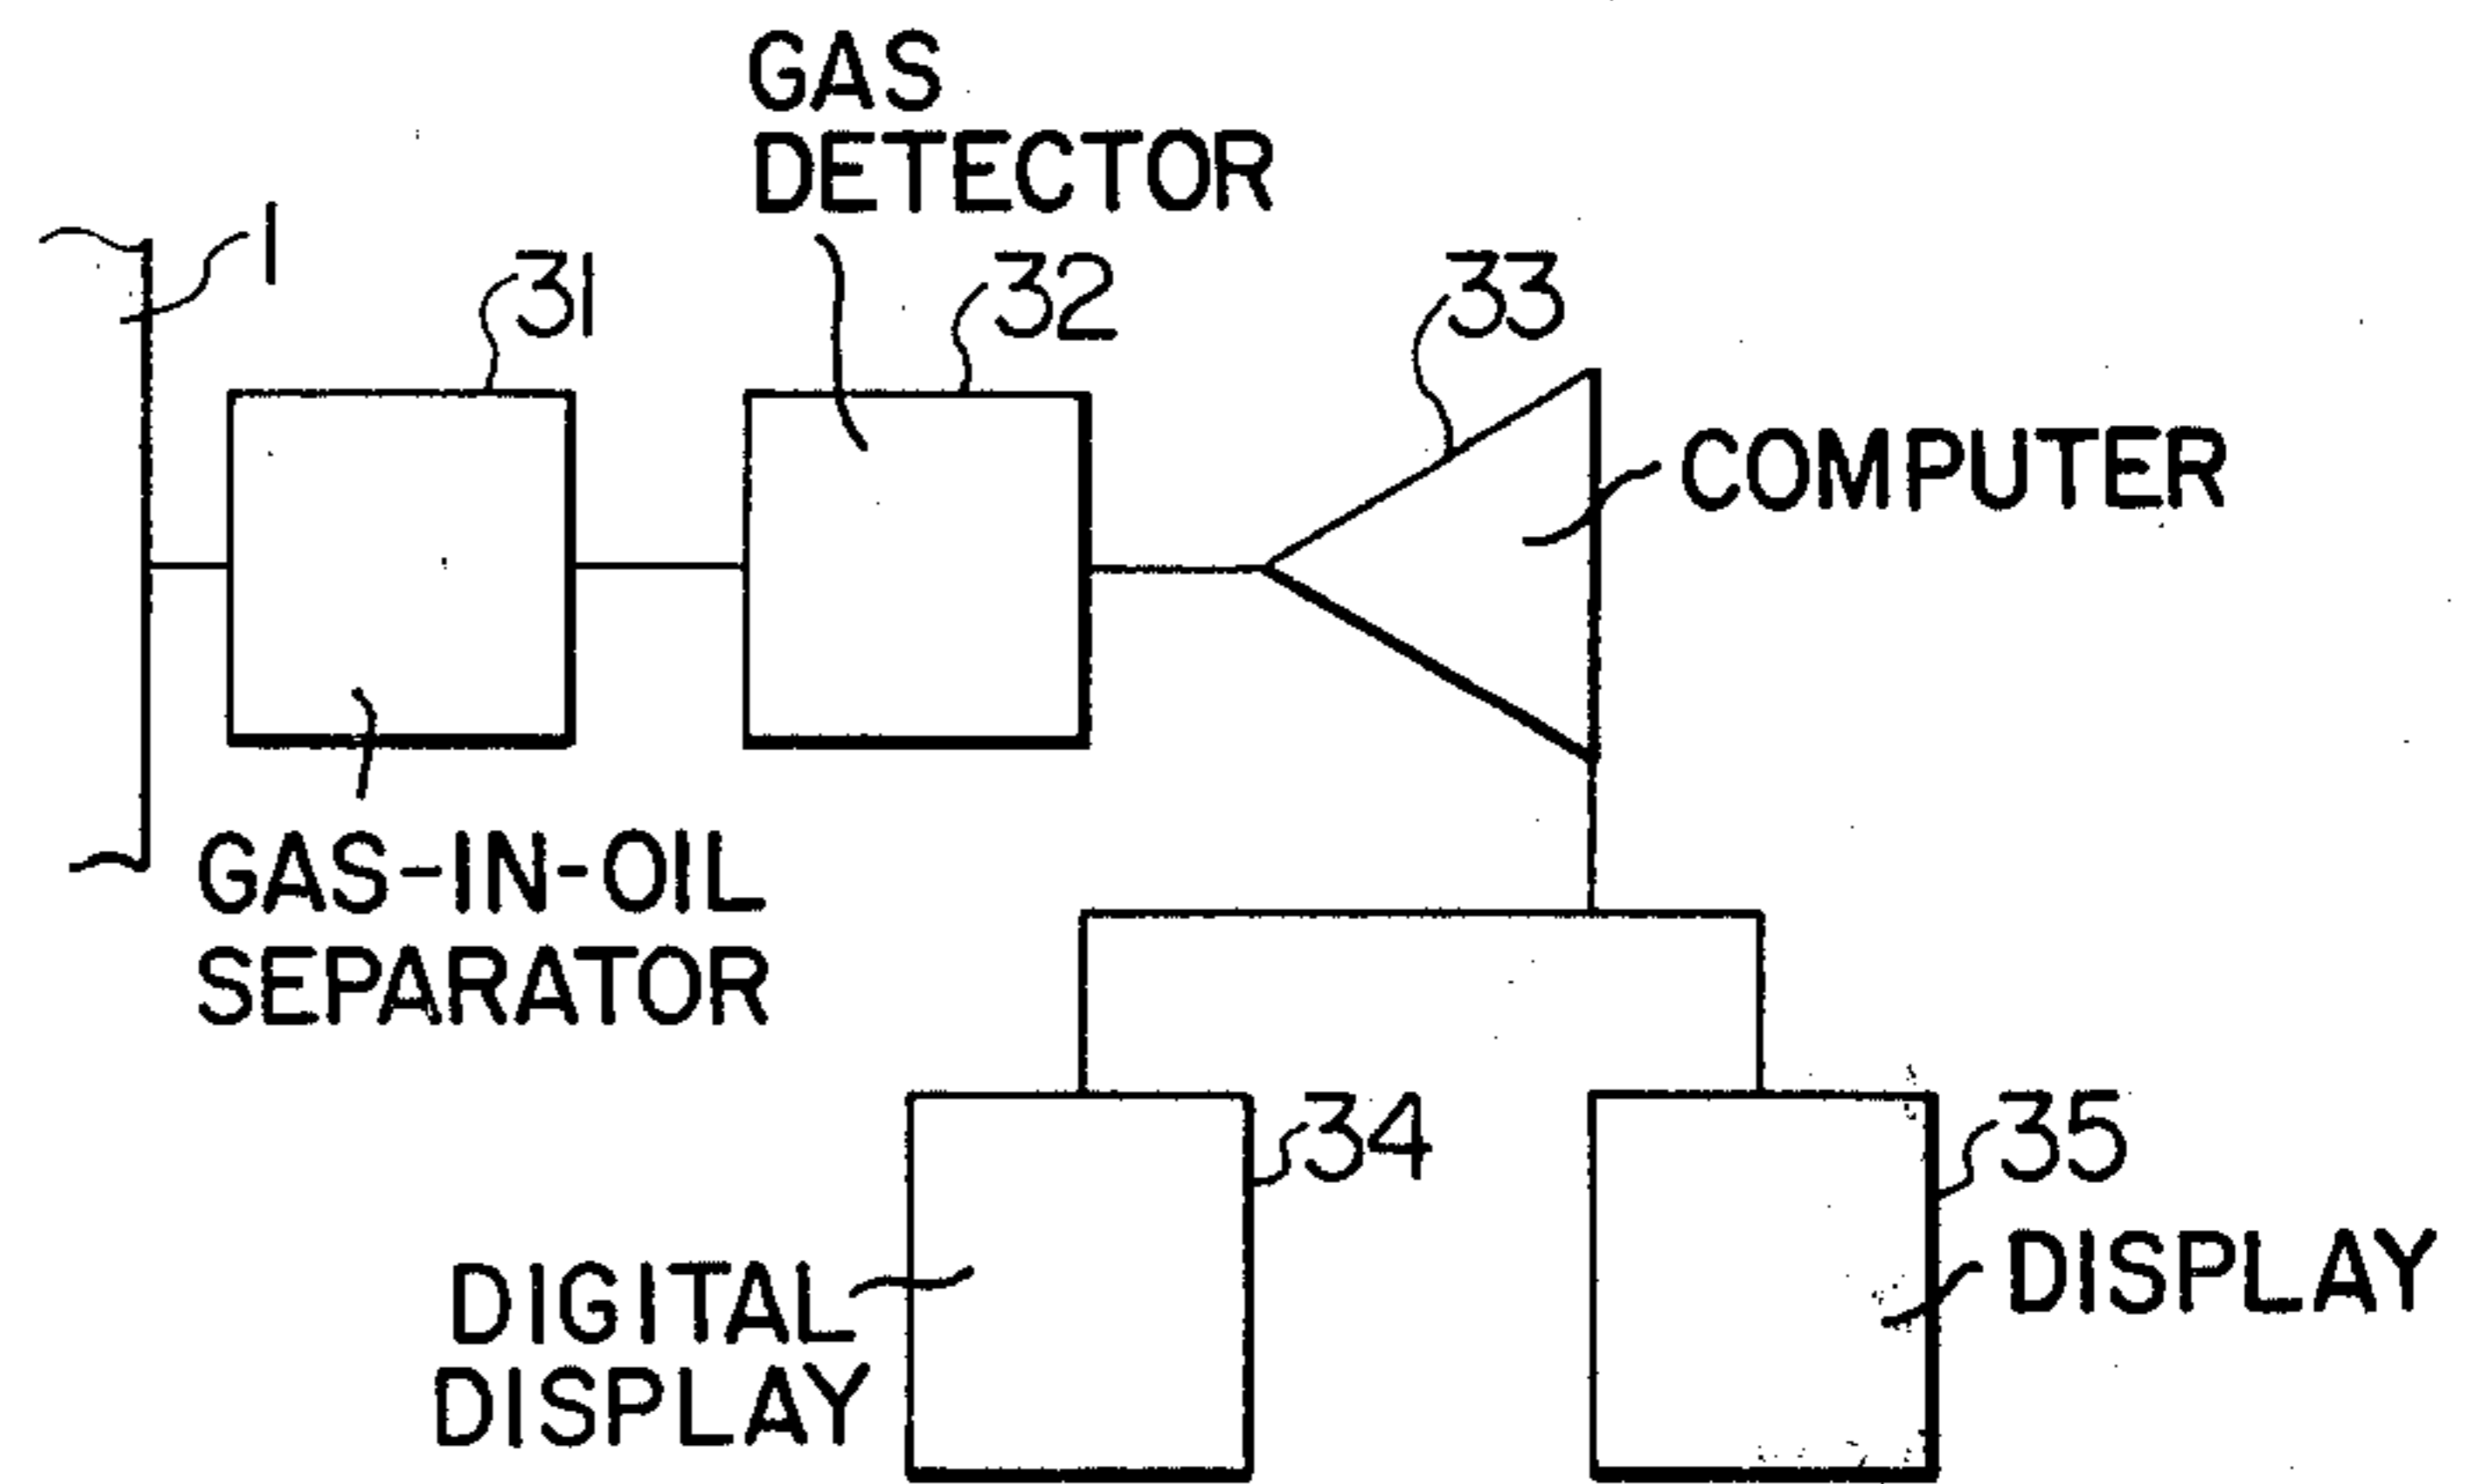 GAS
DETECTOR
1
31
32
33
COMPUTER
GAS-IN-OIL
SEPARATOR
34
35
DIGITAL
DISPLAY
DISPLAY